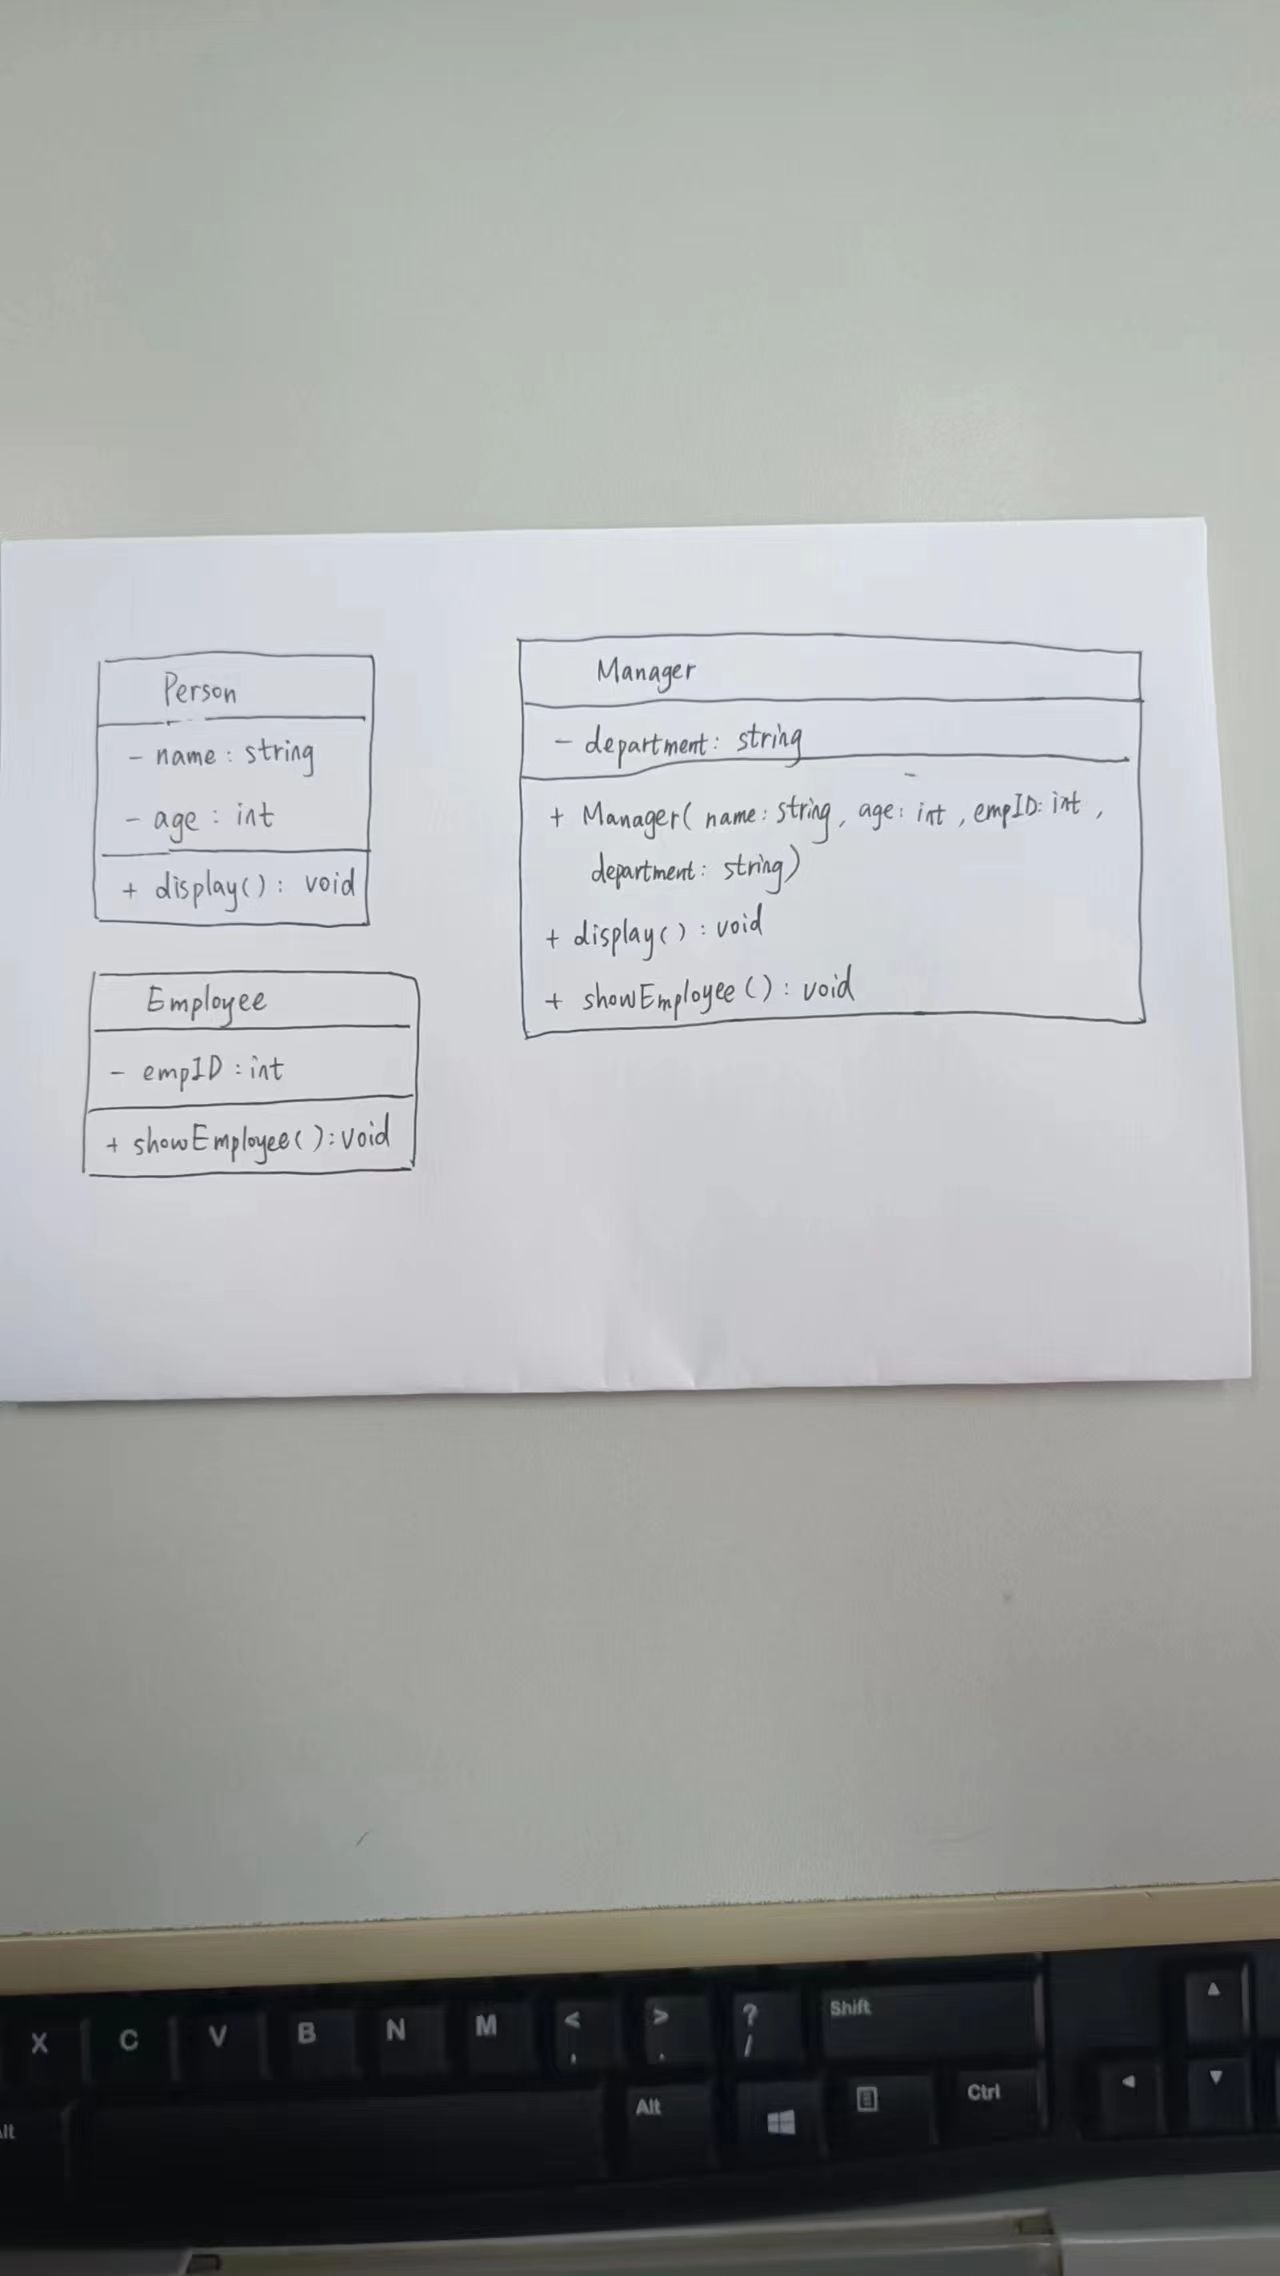 Person
- name : string
- age : int
+ display() : void
Employee
- empID : int
+ showEmployee() : void
Manager
- department : string
+ Manager( name : string, age : int, empID : int,
department : string)
+ display() : void
+ showEmployee() : void
X C V B N M < , > . ? / Shift
Alt Ctrl